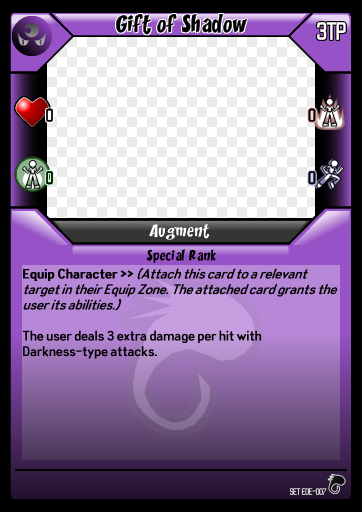 Gift of Shadow
3TP
0
0
0
0
Augment
Special Rank
Equip Character >> (Attach this card to a relevant
target in their Equip Zone. The attached card grants the
user its abilities.)
The user deals 3 extra damage per hit with
Darkness-type attacks.
SET EDE-007